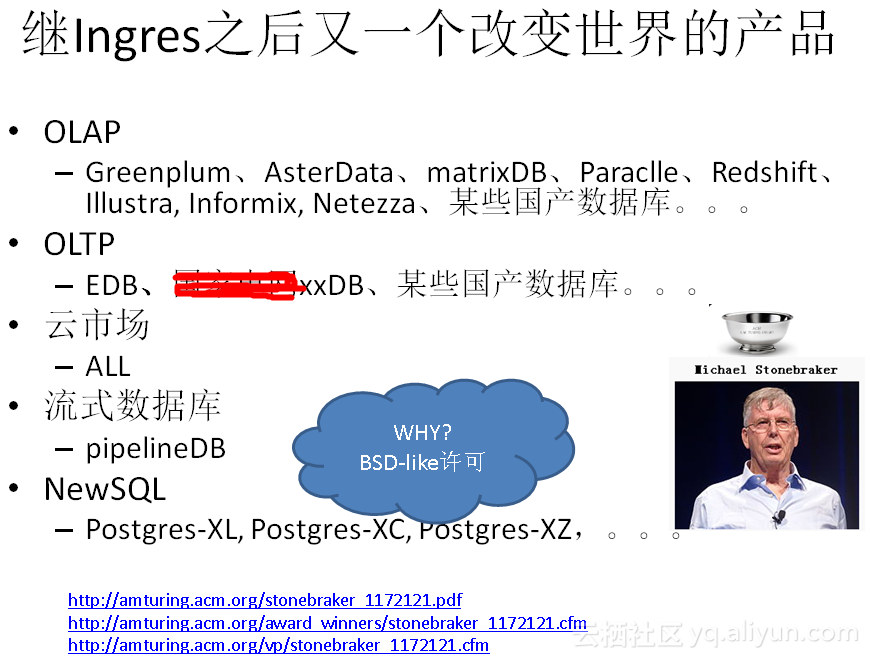 继Ingres之后又一个改变世界的产品
• OLAP
– Greenplum、AsterData、matrixDB、Paraclle、Redshift、
Illustra, Informix, Netezza、某些国产数据库。。。
• OLTP
– EDB、xxDB、某些国产数据库。。。
• 云市场
– ALL
• 流式数据库
– pipelineDB
• NewSQL
– Postgres-XL, Postgres-XC, Postgres-XZ，。。。
WHY?
BSD-like许可
Michael Stonebraker
http://amturing.acm.org/stonebraker_1172121.pdf
http://amturing.acm.org/award_winners/stonebraker_1172121.cfm
http://amturing.acm.org/vp/stonebraker_1172121.cfm
云栖社区 yq.aliyun.com